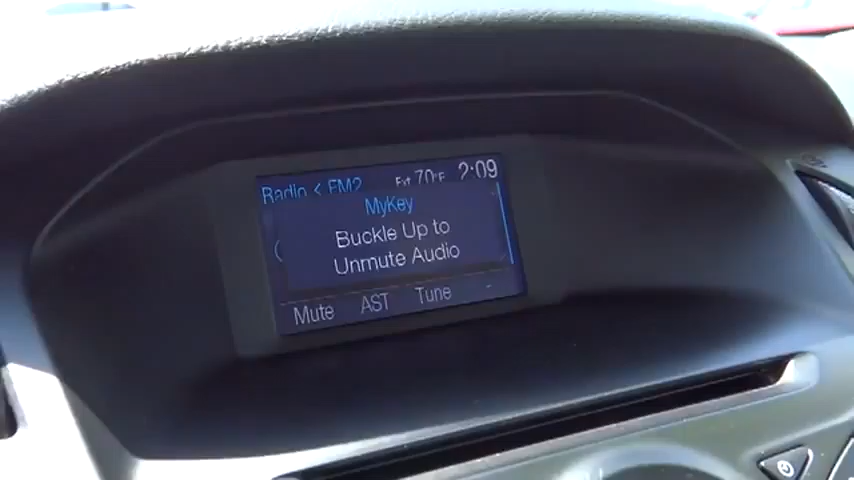 Radio < FM2 Ext 70°F 2:09
MyKey
Buckle Up to
Unmute Audio
Mute AST Tune -